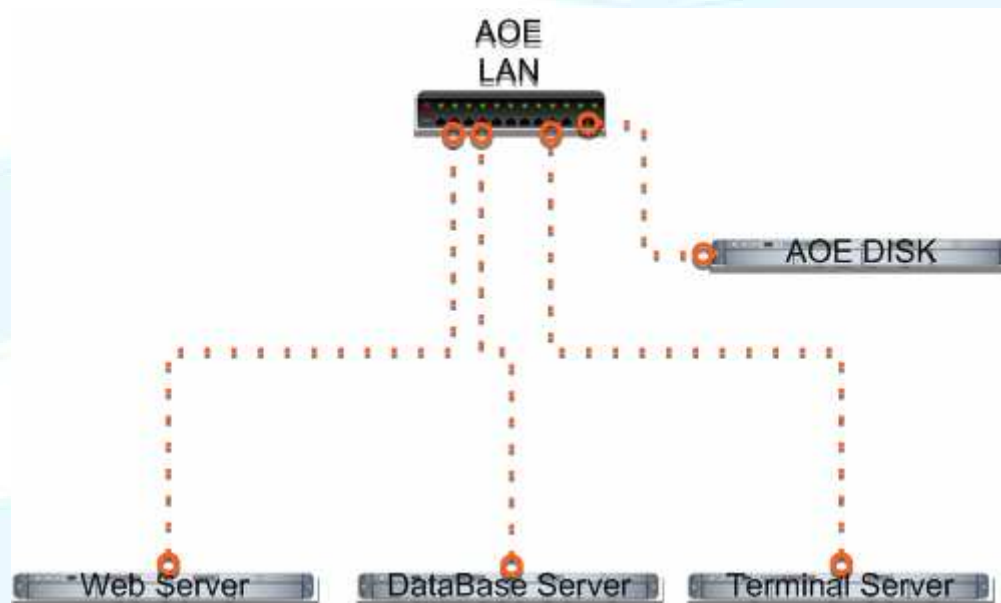 AOE
LAN
AOE DISK
Web Server
DataBase Server
Terminal Server